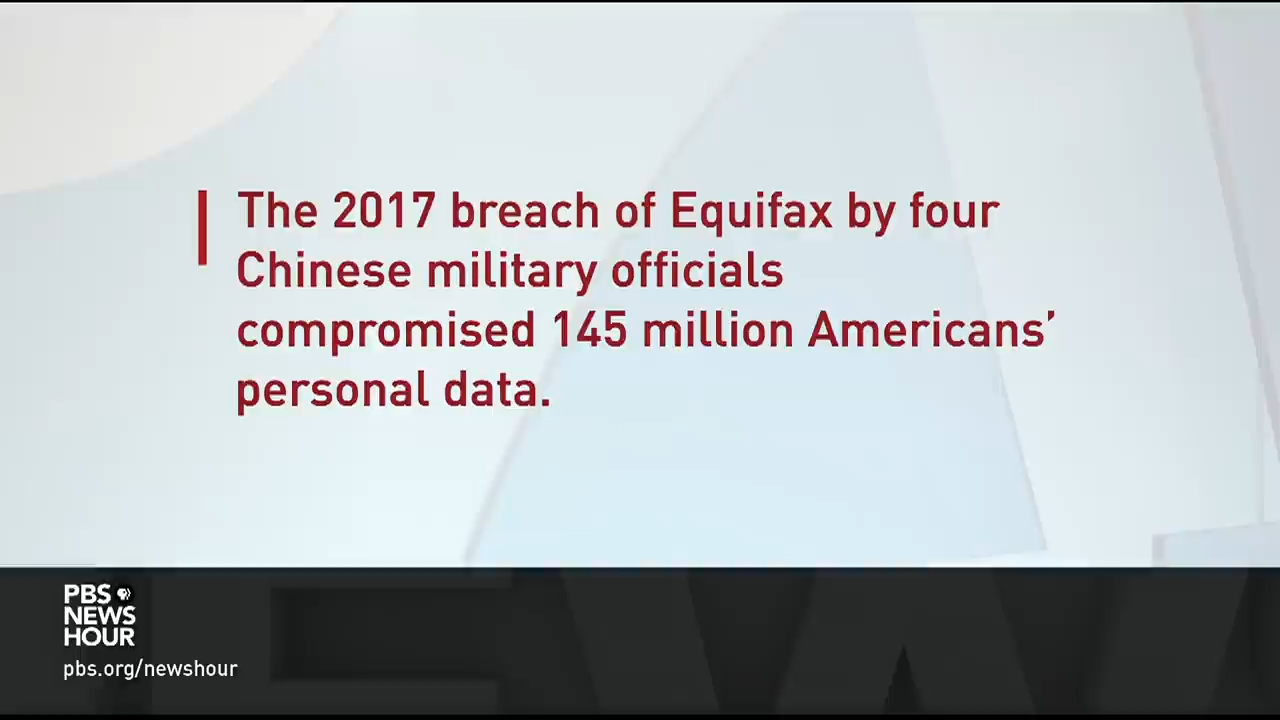 The 2017 breach of Equifax by four
Chinese military officials
compromised 145 million Americans’
personal data.
PBS
NEWS
HOUR
pbs.org/newshour